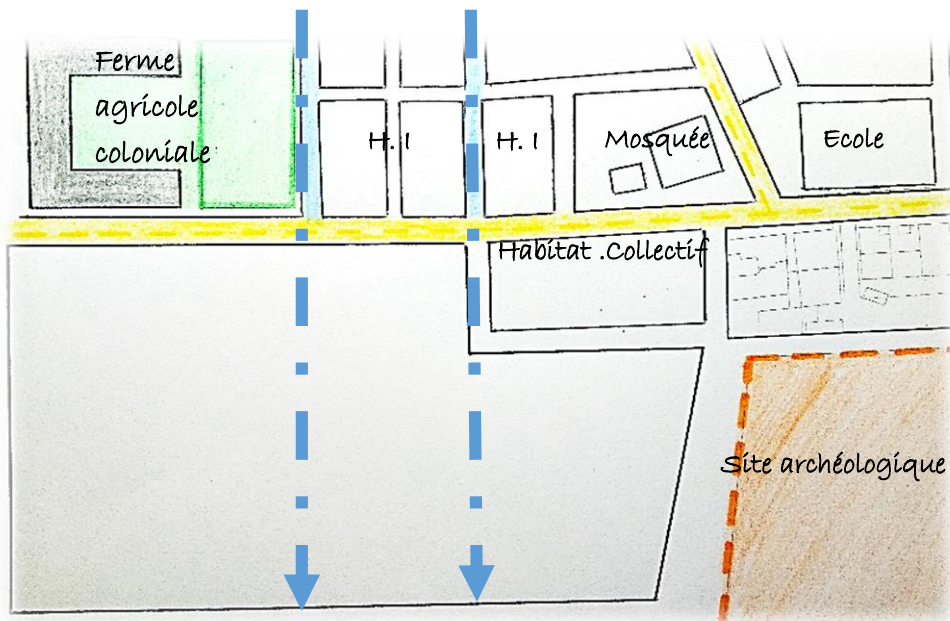 Ferme
agricole
coloniale
H. I
H. I
Mosquée
Ecole
Habitat .Collectif
Site archéologique